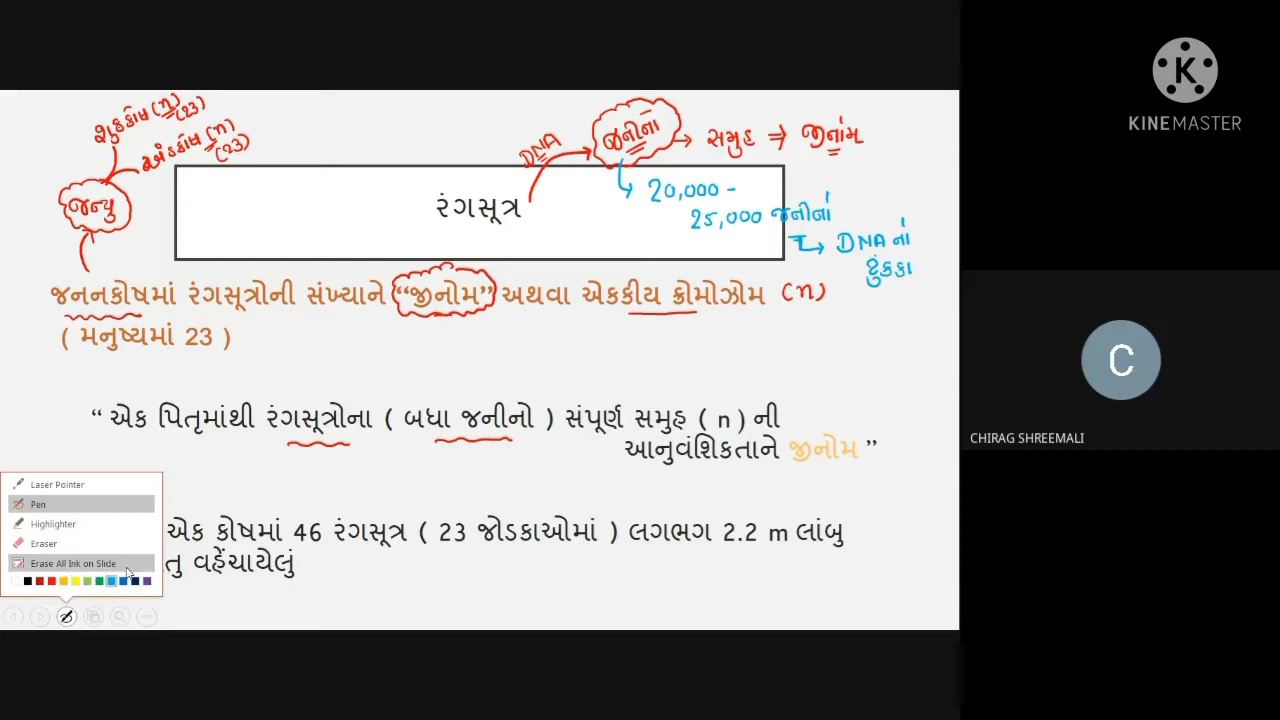 શુક્રકોષ (n) (23)
અંડકોષ (n) (23)
જન્યુ
DNA
જનીનો → સમુહ ⇒ જીનોમ
20,000 -
25,000 જનીનો
↳ DNA નાં
ટુંકકા
રંગસૂત્ર
જનનકોષમાં રંગસૂત્રોની સંખ્યાને “જીનોમ” અથવા એકકીય ક્રોમોઝોમ (n)
( મનુષ્યમાં 23 )
“ એક પિતૃમાંથી રંગસૂત્રોના ( બધા જનીનો ) સંપૂર્ણ સમુહ ( n ) ની
આનુવંશિકતાને જીનોમ ”
એક કોષમાં 46 રંગસૂત્ર ( 23 જોડકાઓમાં ) લગભગ 2.2 m લાંબુ
તુ વહેંચાયેલું
Laser Pointer
Pen
Highlighter
Eraser
Erase All Ink on Slide
K
KINEMASTER
C
CHIRAG SHREEMALI